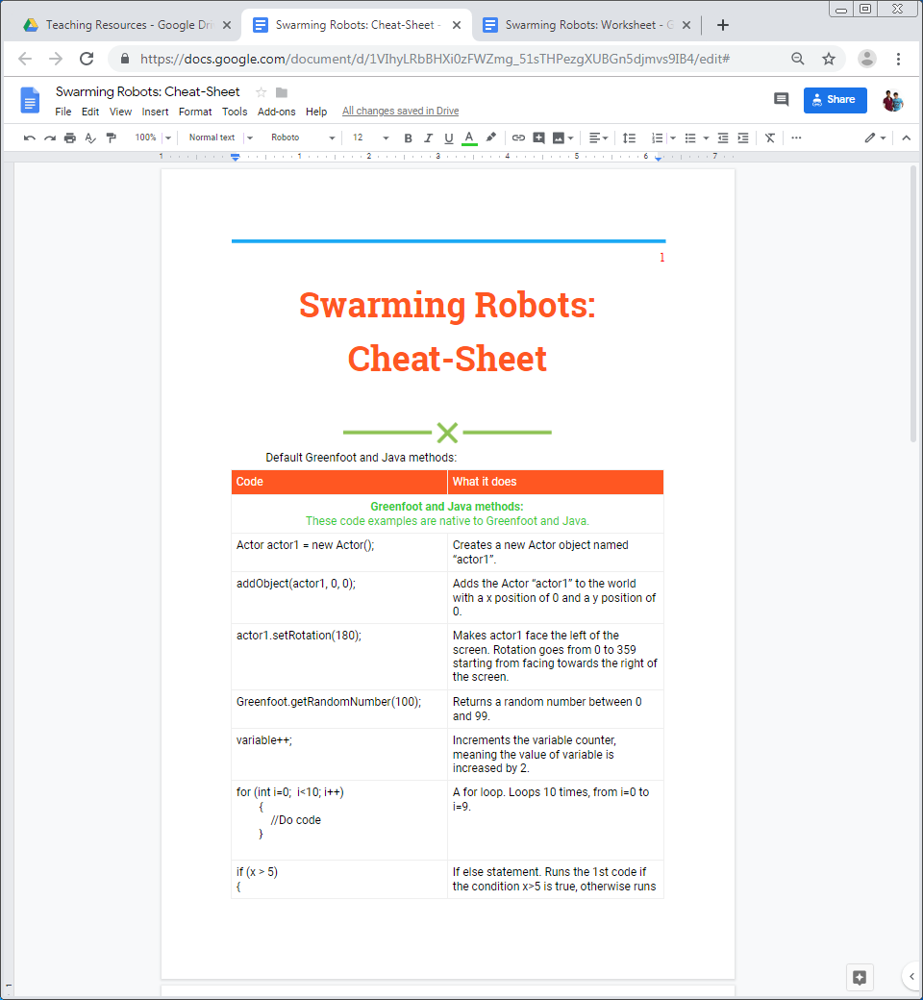 Teaching Resources - Google Dri
Swarming Robots: Cheat-Sheet -
Swarming Robots: Worksheet - G
https://docs.google.com/document/d/1VIhyLRbBHXi0zFWZmg_51sTHPezgXUBGn5djmvs9IB4/edit#
Swarming Robots: Cheat-Sheet
File Edit View Insert Format Tools Add-ons Help All changes saved in Drive
Share
100% Normal text Roboto 12 B I U A
1 1 2 3 4 5 6 7
1
Swarming Robots:
Cheat-Sheet
Default Greenfoot and Java methods:
Code What it does
Greenfoot and Java methods:
These code examples are native to Greenfoot and Java.
Actor actor1 = new Actor();
Creates a new Actor object named
“actor1”.
addObject(actor1, 0, 0);
Adds the Actor “actor1” to the world
with a x position of 0 and a y position of
0.
actor1.setRotation(180);
Makes actor1 face the left of the
screen. Rotation goes from 0 to 359
starting from facing towards the right of
the screen.
Greenfoot.getRandomNumber(100);
Returns a random number between 0
and 99.
variable++;
Increments the variable counter,
meaning the value of variable is
increased by 2.
for (int i=0; i<10; i++)
{
//Do code
}
A for loop. Loops 10 times, from i=0 to
i=9.
if (x > 5)
{
If else statement. Runs the 1st code if
the condition x>5 is true, otherwise runs